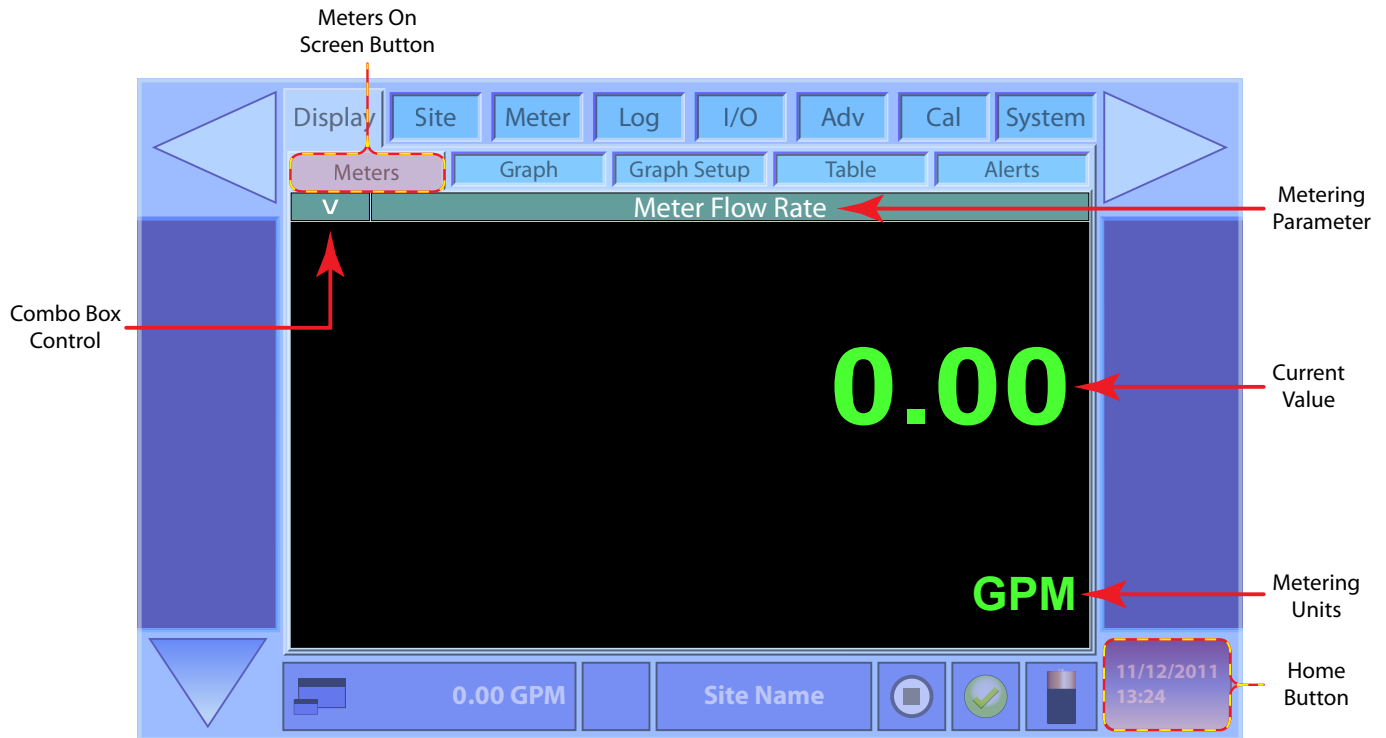 Meters On
Screen Button
Display
Site
Meter
Log
I/O
Adv
Cal
System
Meters
Graph
Graph Setup
Table
Alerts
V
Meter Flow Rate
Metering
Parameter
Combo Box
Control
0.00
Current
Value
GPM
Metering
Units
0.00 GPM
Site Name
11/12/2011
13:24
Home
Button